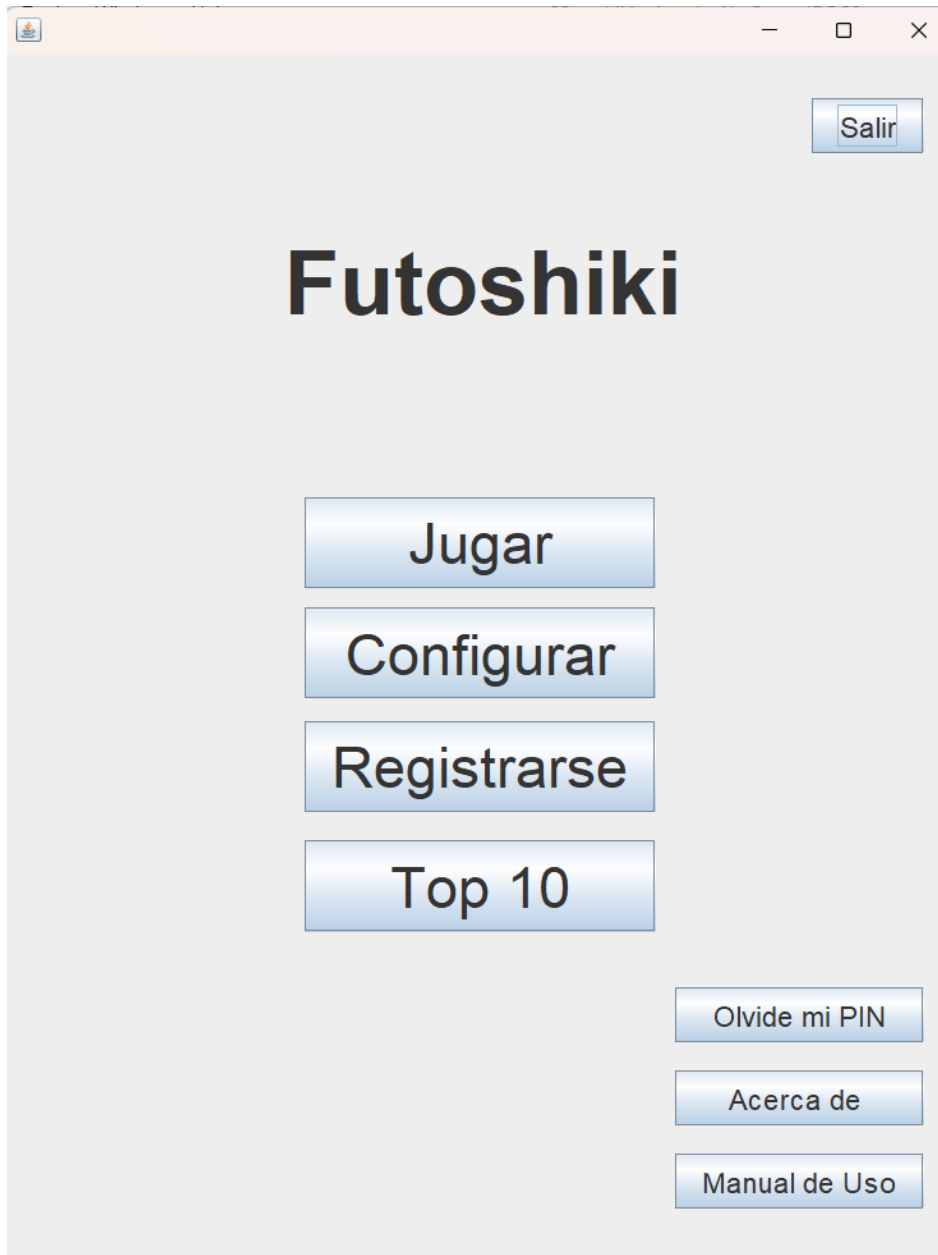 Salir
Futoshiki
Jugar
Configurar
Registrarse
Top 10
Olvide mi PIN
Acerca de
Manual de Uso